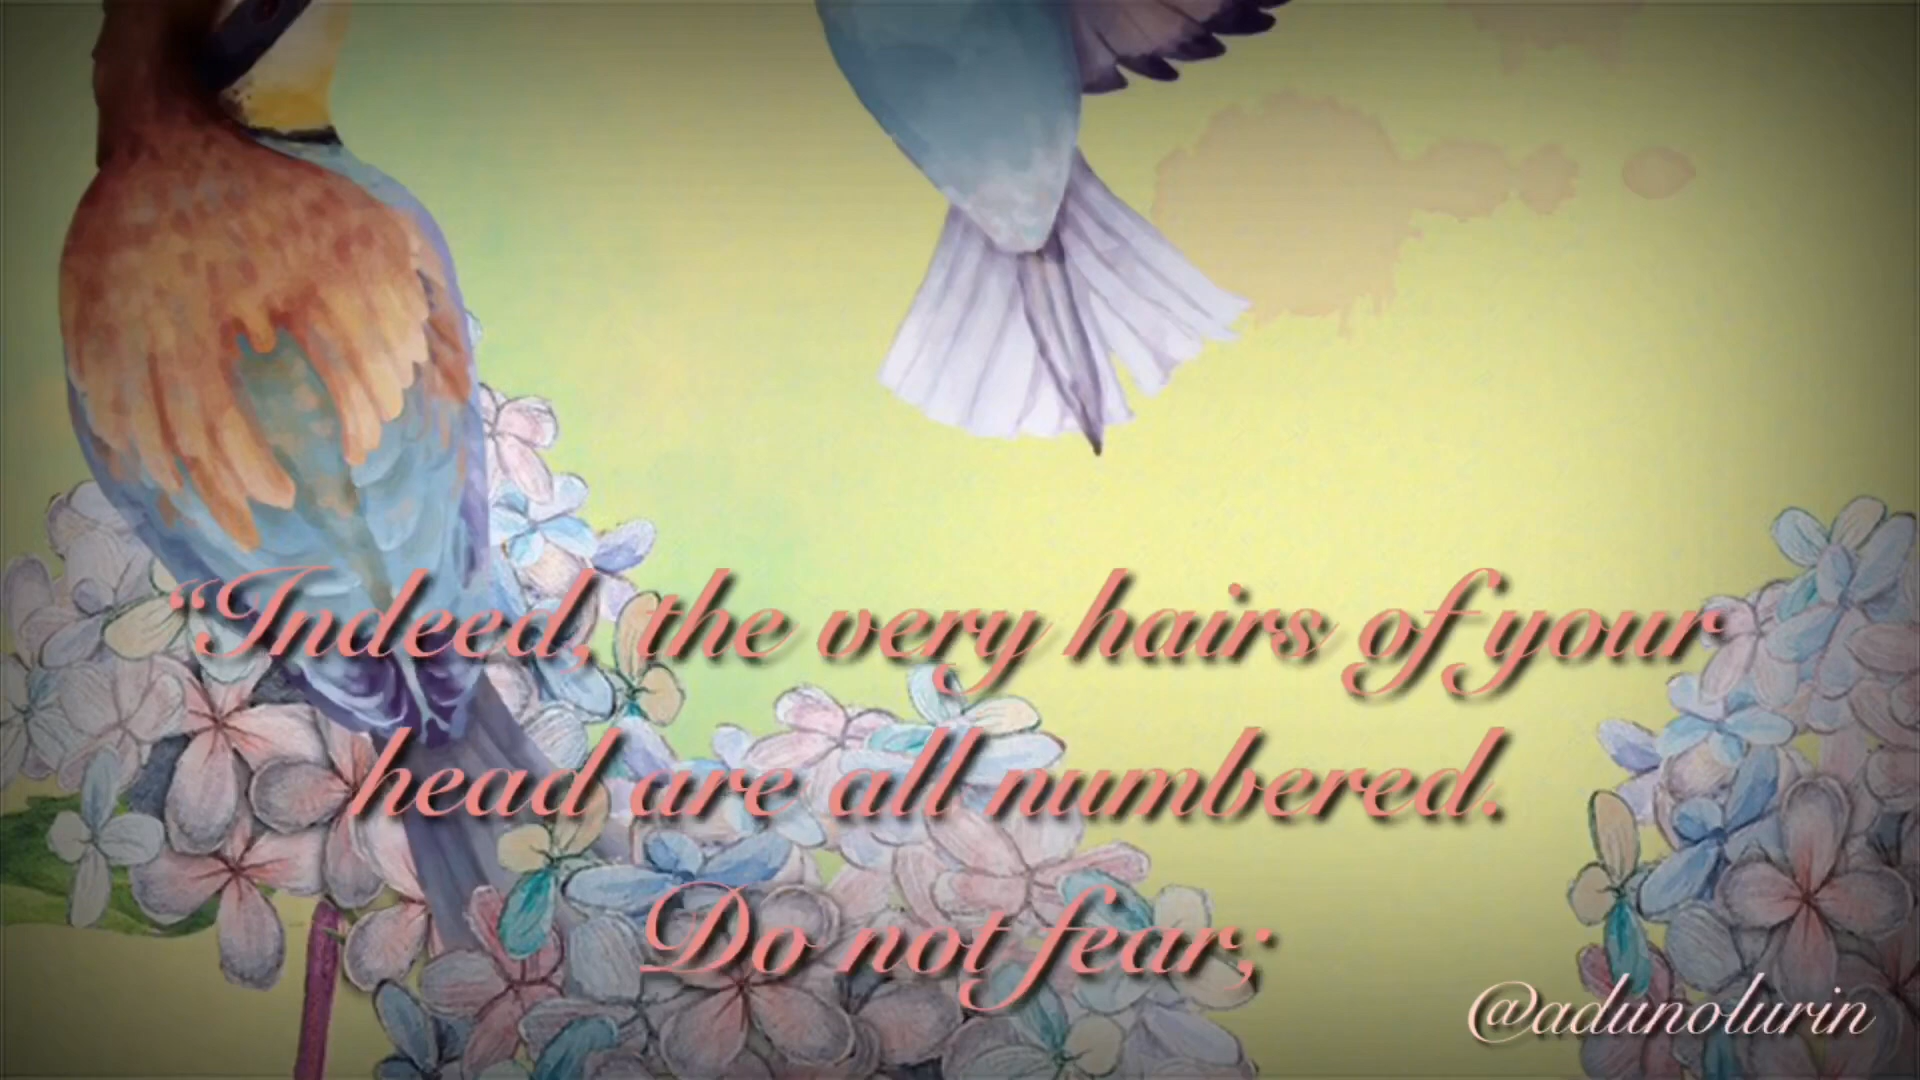 “Indeed, the very hairs of your
head are all numbered.
Do not fear;
@adunolurin